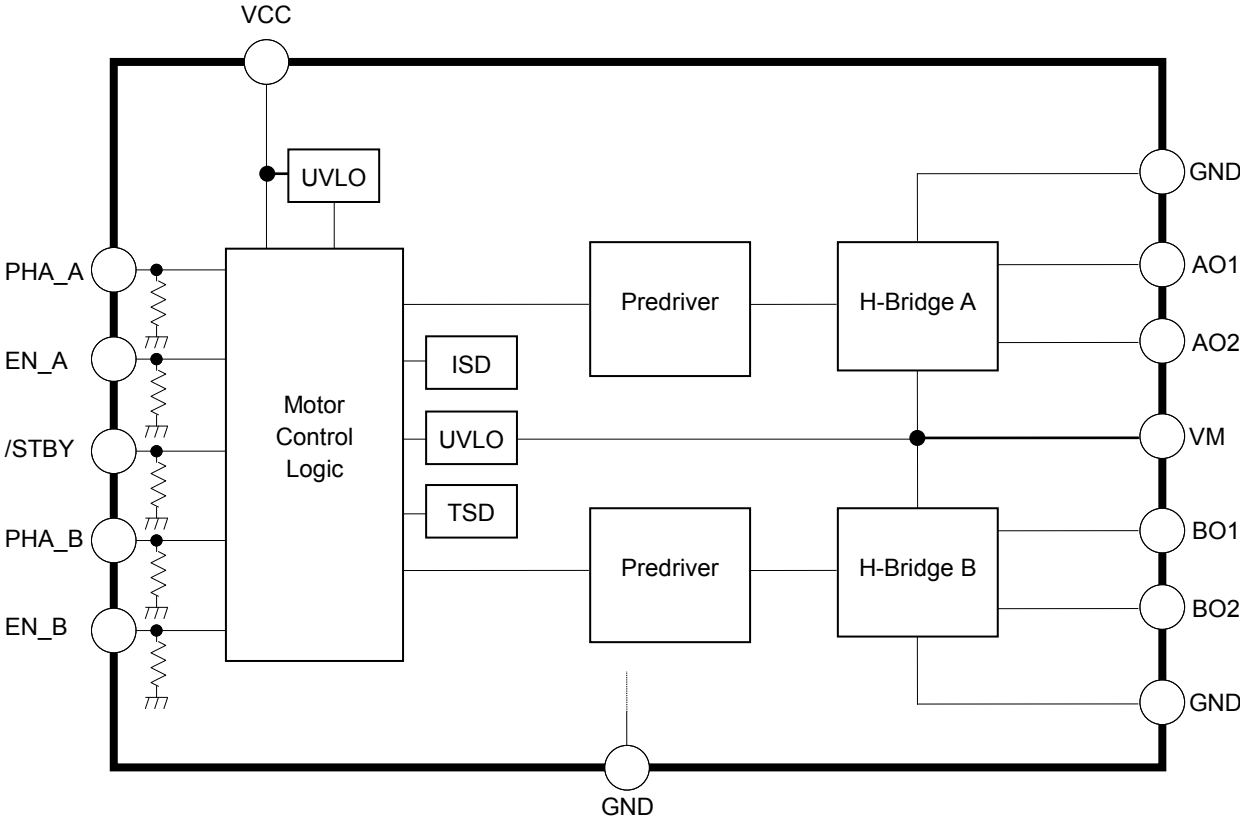 VCC
UVLO
GND
PHA_A
AO1
Predriver
H-Bridge A
AO2
EN_A
ISD
Motor
Control
Logic
/STBY
UVLO
VM
TSD
PHA_B
BO1
Predriver
H-Bridge B
BO2
EN_B
GND
GND